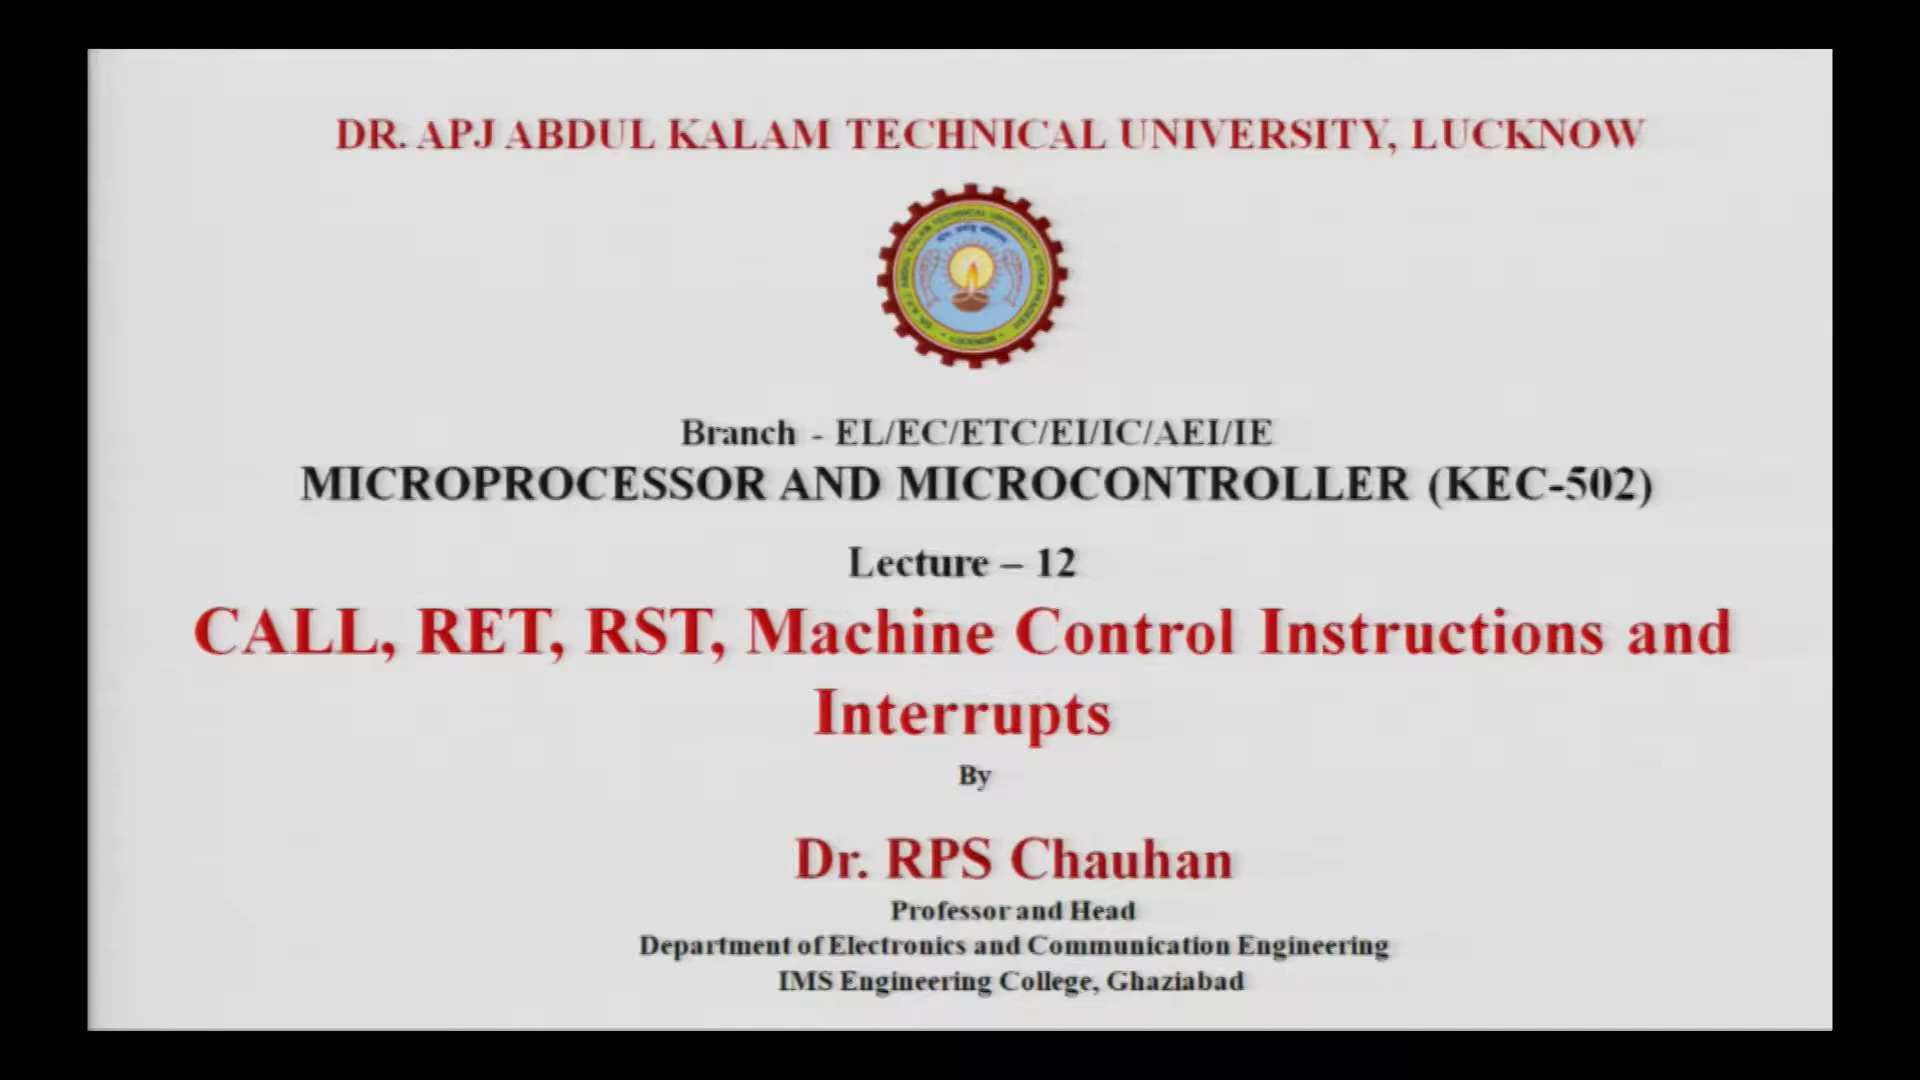 DR. APJ ABDUL KALAM TECHNICAL UNIVERSITY, LUCKNOW
Branch - EL/EC/ETC/EI/IC/AEI/IE
MICROPROCESSOR AND MICROCONTROLLER (KEC-502)
Lecture – 12
CALL, RET, RST, Machine Control Instructions and
Interrupts
By
Dr. RPS Chauhan
Professor and Head
Department of Electronics and Communication Engineering
IMS Engineering College, Ghaziabad